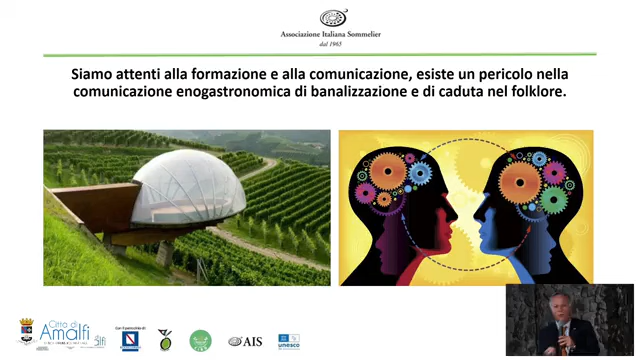 Associazione Italiana Sommelier
dal 1965
Siamo attenti alla formazione e alla comunicazione, esiste un pericolo nella
comunicazione enogastronomica di banalizzazione e di caduta nel folklore.
Città di
Amalfi
Con il patrocinio di:
AIS
unesco